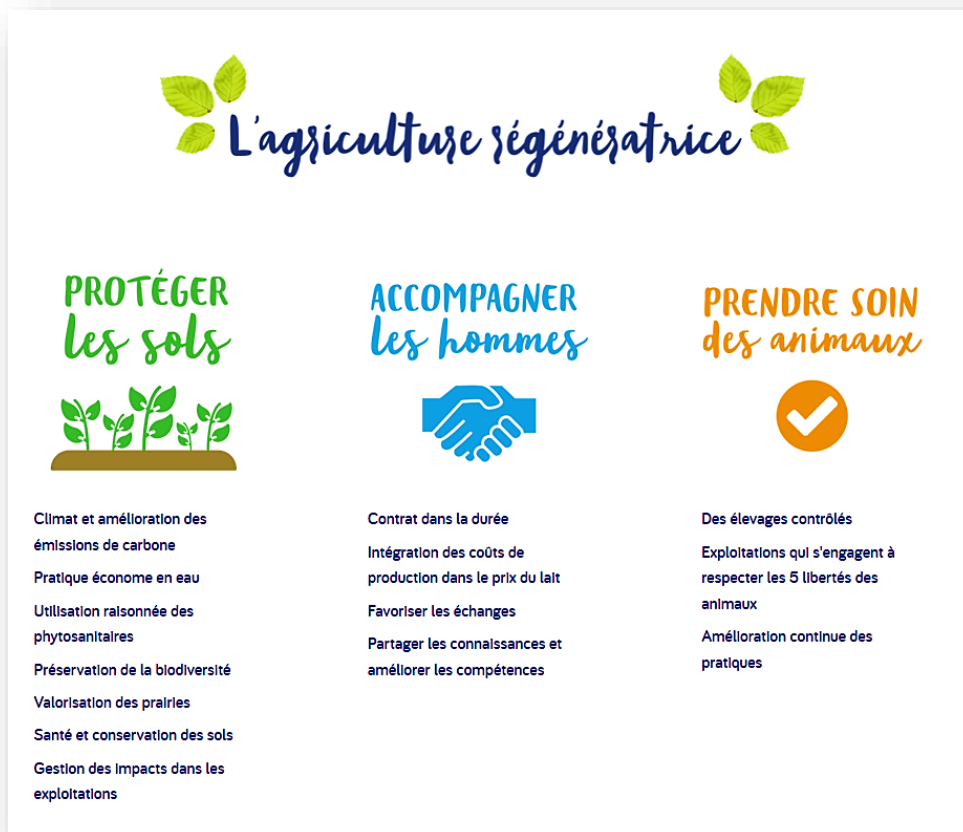 L'agriculture régénératrice
PROTÉGER
les sols
Climat et amélioration des
émissions de carbone
Pratique économe en eau
Utilisation raisonnée des
phytosanitaires
Préservation de la biodiversité
Valorisation des prairies
Santé et conservation des sols
Gestion des impacts dans les
exploitations
ACCOMPAGNER
les hommes
Contrat dans la durée
Intégration des coûts de
production dans le prix du lait
Favoriser les échanges
Partager les connaissances et
améliorer les compétences
PRENDRE SOIN
des animaux
Des élevages contrôlés
Exploitations qui s'engagent à
respecter les 5 libertés des
animaux
Amélioration continue des
pratiques